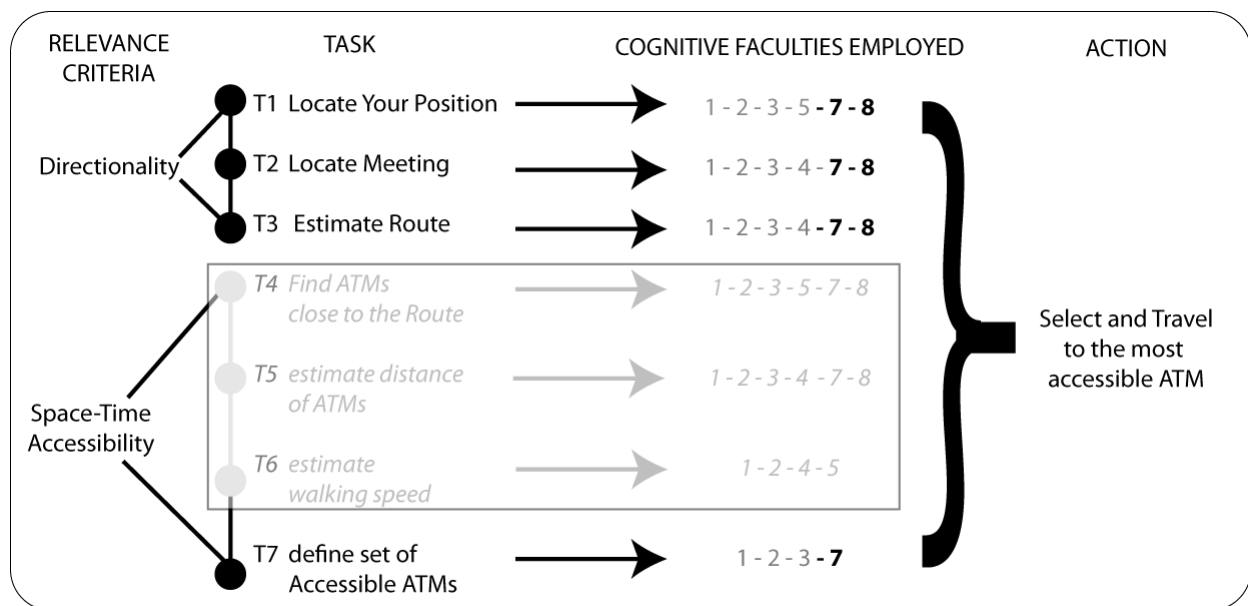 RELEVANCE
CRITERIA
TASK
COGNITIVE FACULTIES EMPLOYED
ACTION
T1 Locate Your Position
1 - 2 - 3 - 5 - 7 - 8
Directionality
T2 Locate Meeting
1 - 2 - 3 - 4 - 7 - 8
T3 Estimate Route
1 - 2 - 3 - 4 - 7 - 8
T4 Find ATMs
close to the Route
1 - 2 - 3 - 5 - 7 - 8
T5 estimate distance
of ATMs
1 - 2 - 3 - 4 - 7 - 8
Space-Time
Accessibility
T6 estimate
walking speed
1 - 2 - 4 - 5
T7 define set of
Accessible ATMs
1 - 2 - 3 - 7
Select and Travel
to the most
accessible ATM